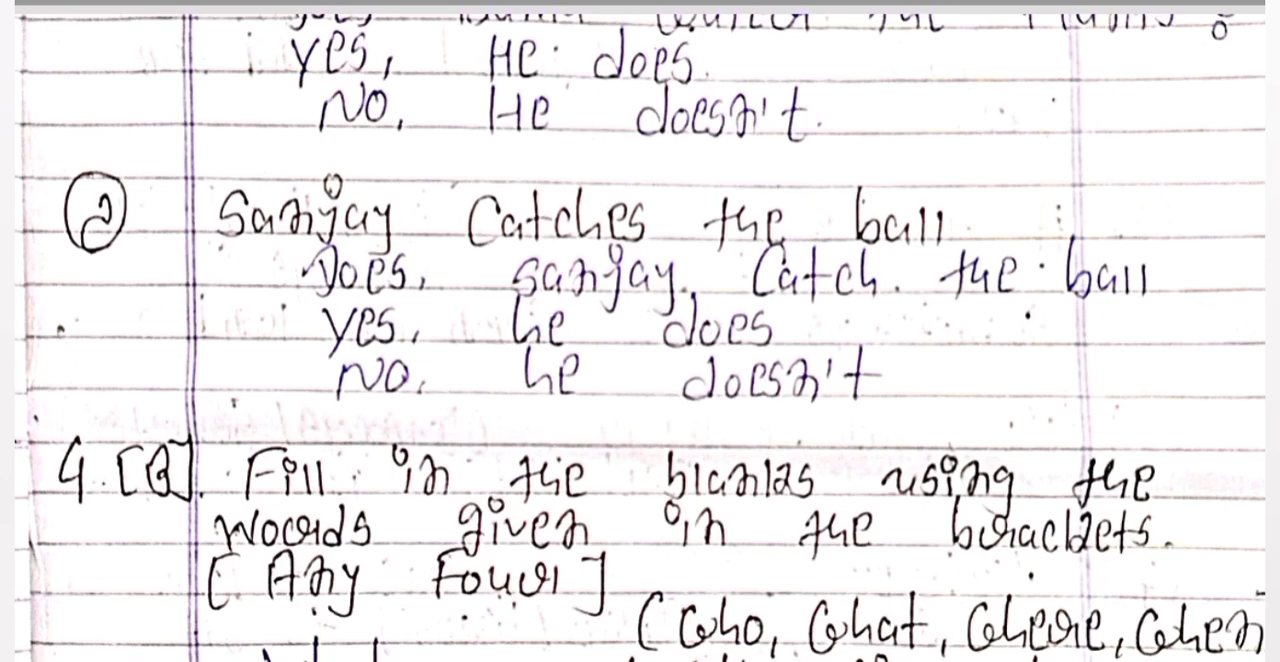 Yes, He does.
No, He doesn't.
② Sanjay Catches the ball.
Does, sanjay, Catch. the ball
Yes, he does
No, he doesn't
4. [B]. Fill in the blanks using the
words given in the brackets.
[Any Four]
(Who, What, Where, When